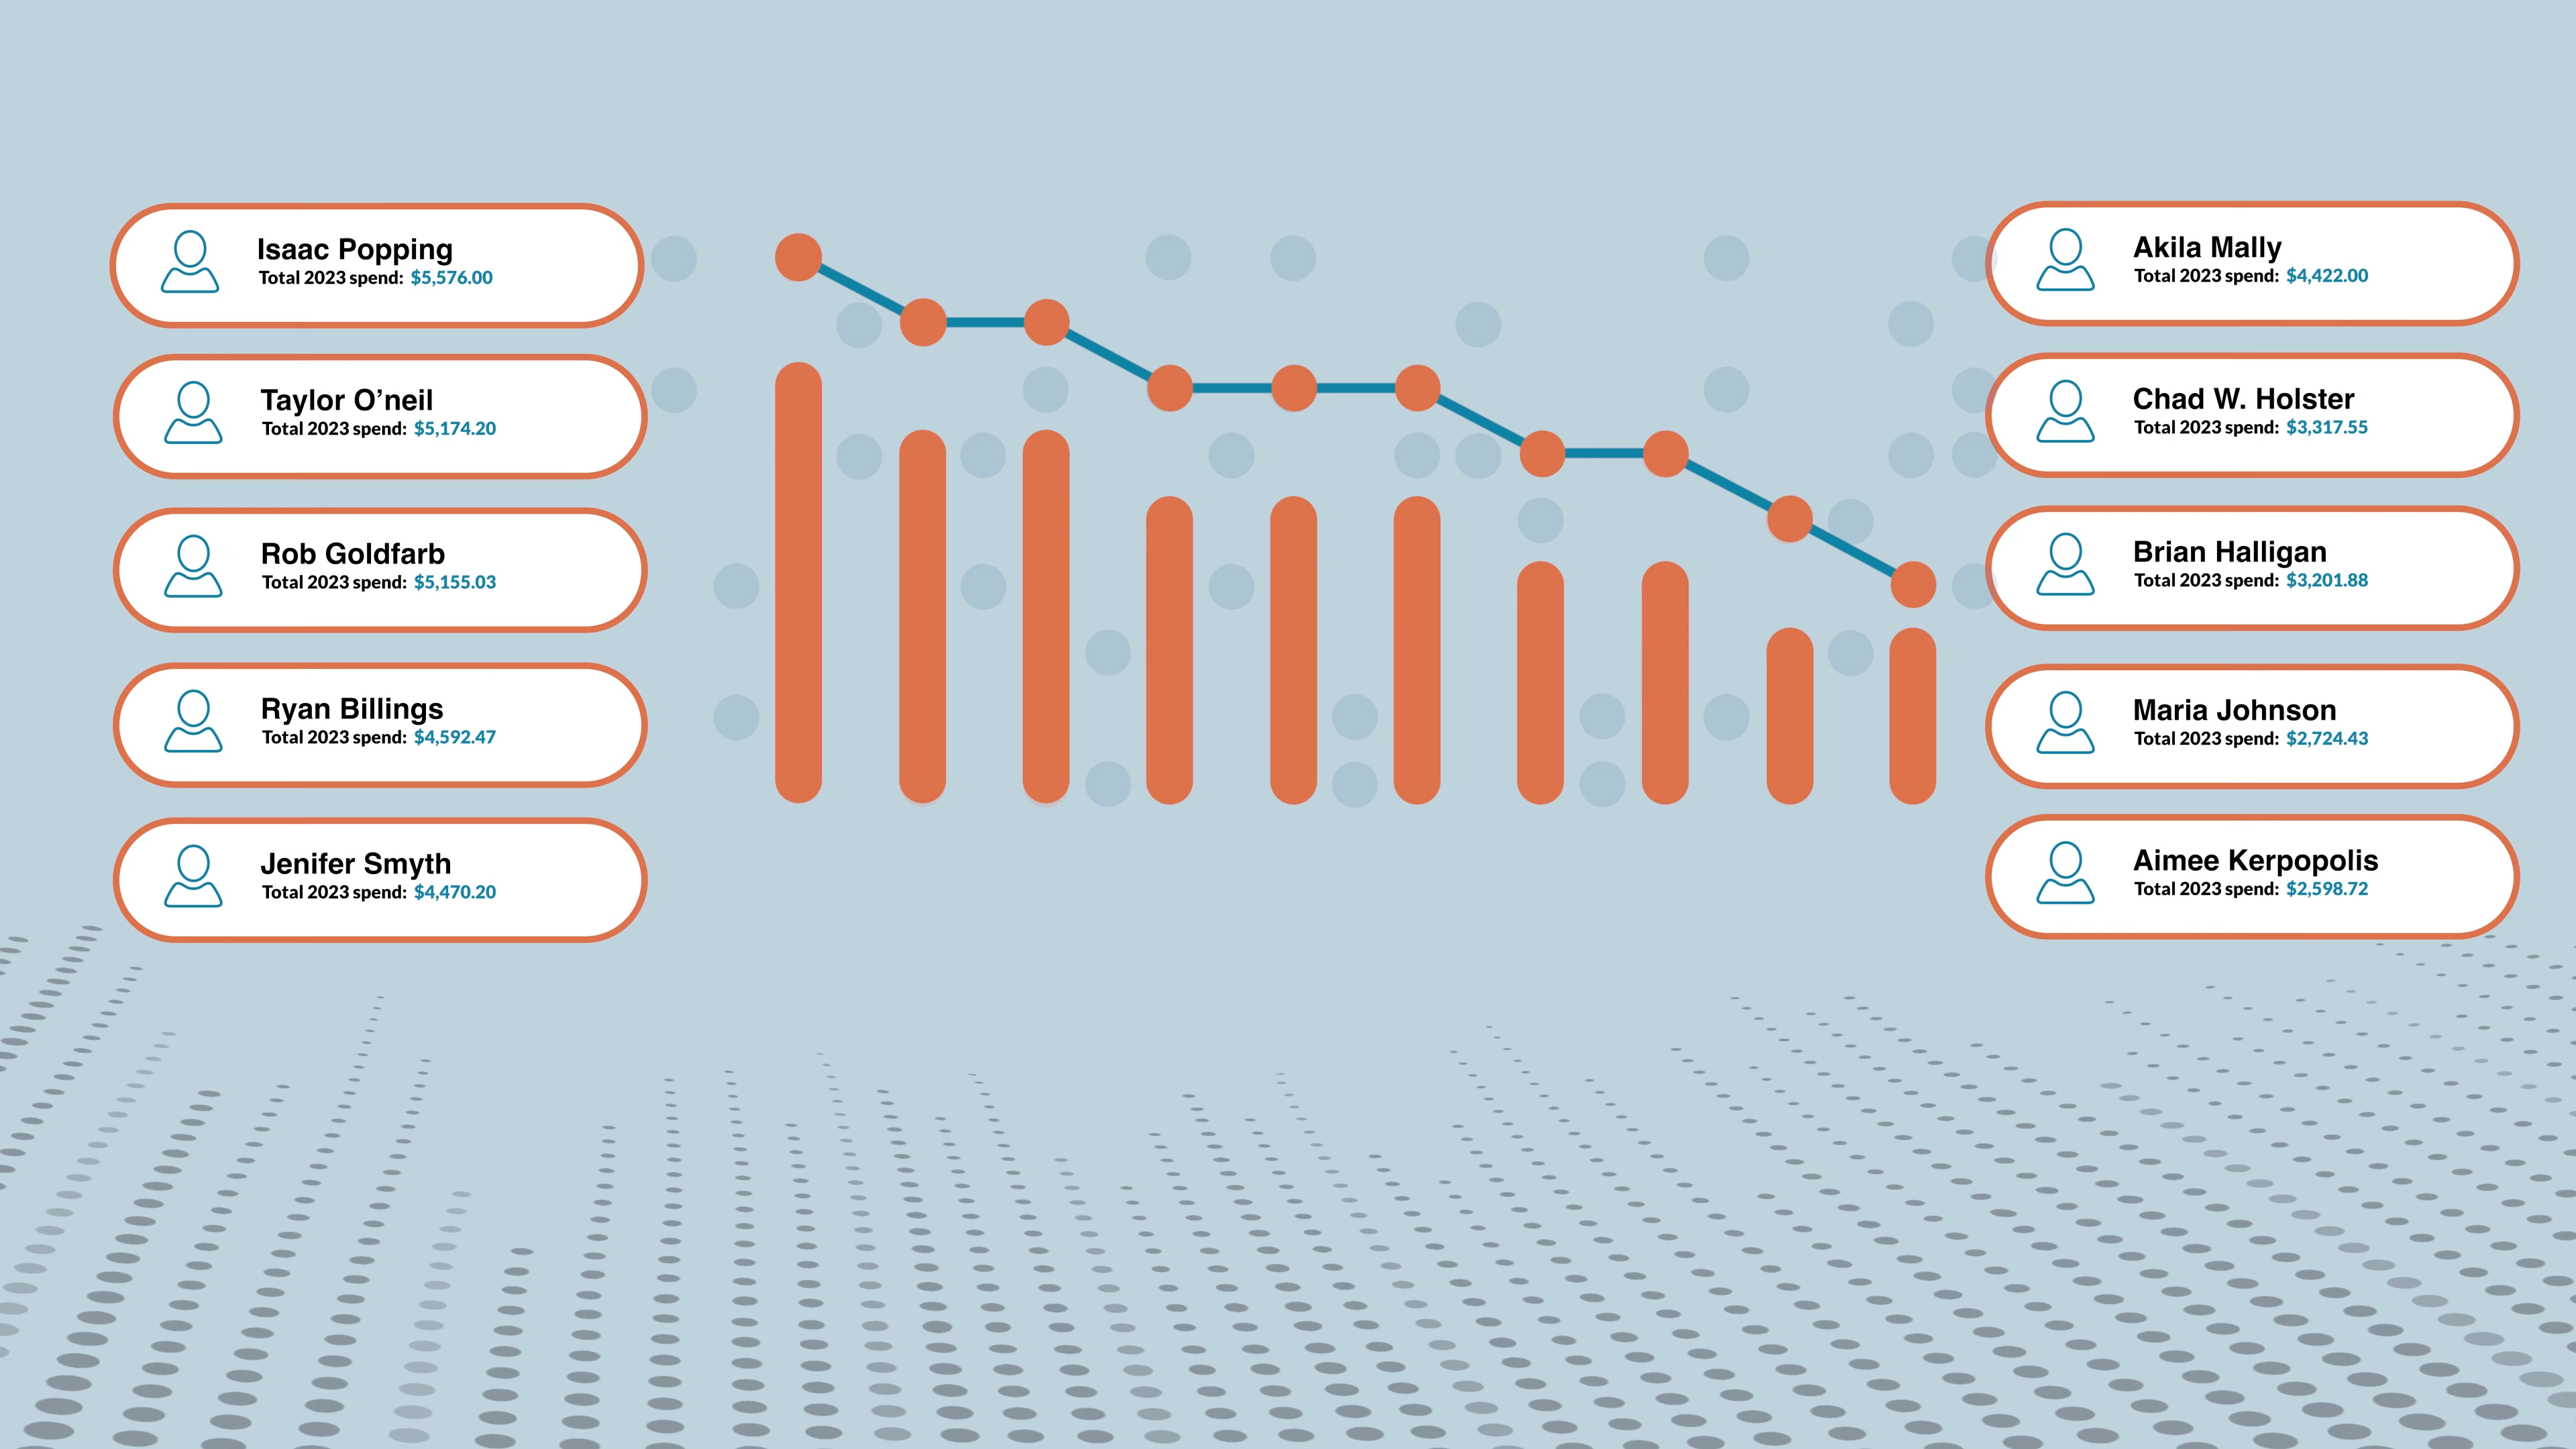 Isaac Popping
Total 2023 spend: $5,576.00
Taylor O’neil
Total 2023 spend: $5,174.20
Rob Goldfarb
Total 2023 spend: $5,155.03
Ryan Billings
Total 2023 spend: $4,592.47
Jenifer Smyth
Total 2023 spend: $4,470.20
Akila Mally
Total 2023 spend: $4,422.00
Chad W. Holster
Total 2023 spend: $3,317.55
Brian Halligan
Total 2023 spend: $3,201.88
Maria Johnson
Total 2023 spend: $2,724.43
Aimee Kerpopolis
Total 2023 spend: $2,598.72